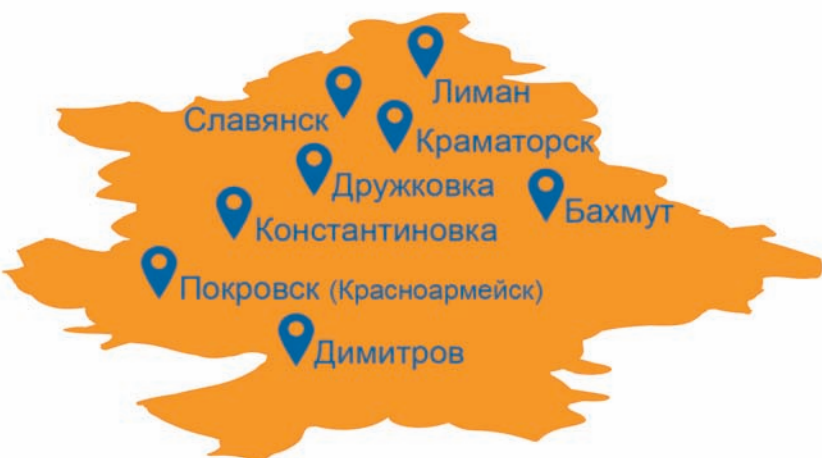 Лиман
Славянск
Краматорск
Дружковка
Бахмут
Константиновка
Покровск (Красноармейск)
Димитров